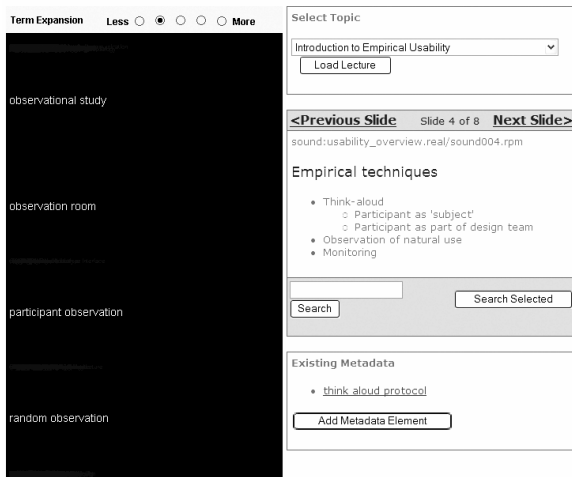 Term Expansion Less More
observational study
observation room
participant observation
random observation
Select Topic
Introduction to Empirical Usability
Load Lecture
<Previous Slide Slide 4 of 8 Next Slide>
sound:usability_overview.real/sound004.rpm
Empirical techniques
Think-aloud
Participant as 'subject'
Participant as part of design team
Observation of natural use
Monitoring
Search
Search Selected
Existing Metadata
think aloud protocol
Add Metadata Element